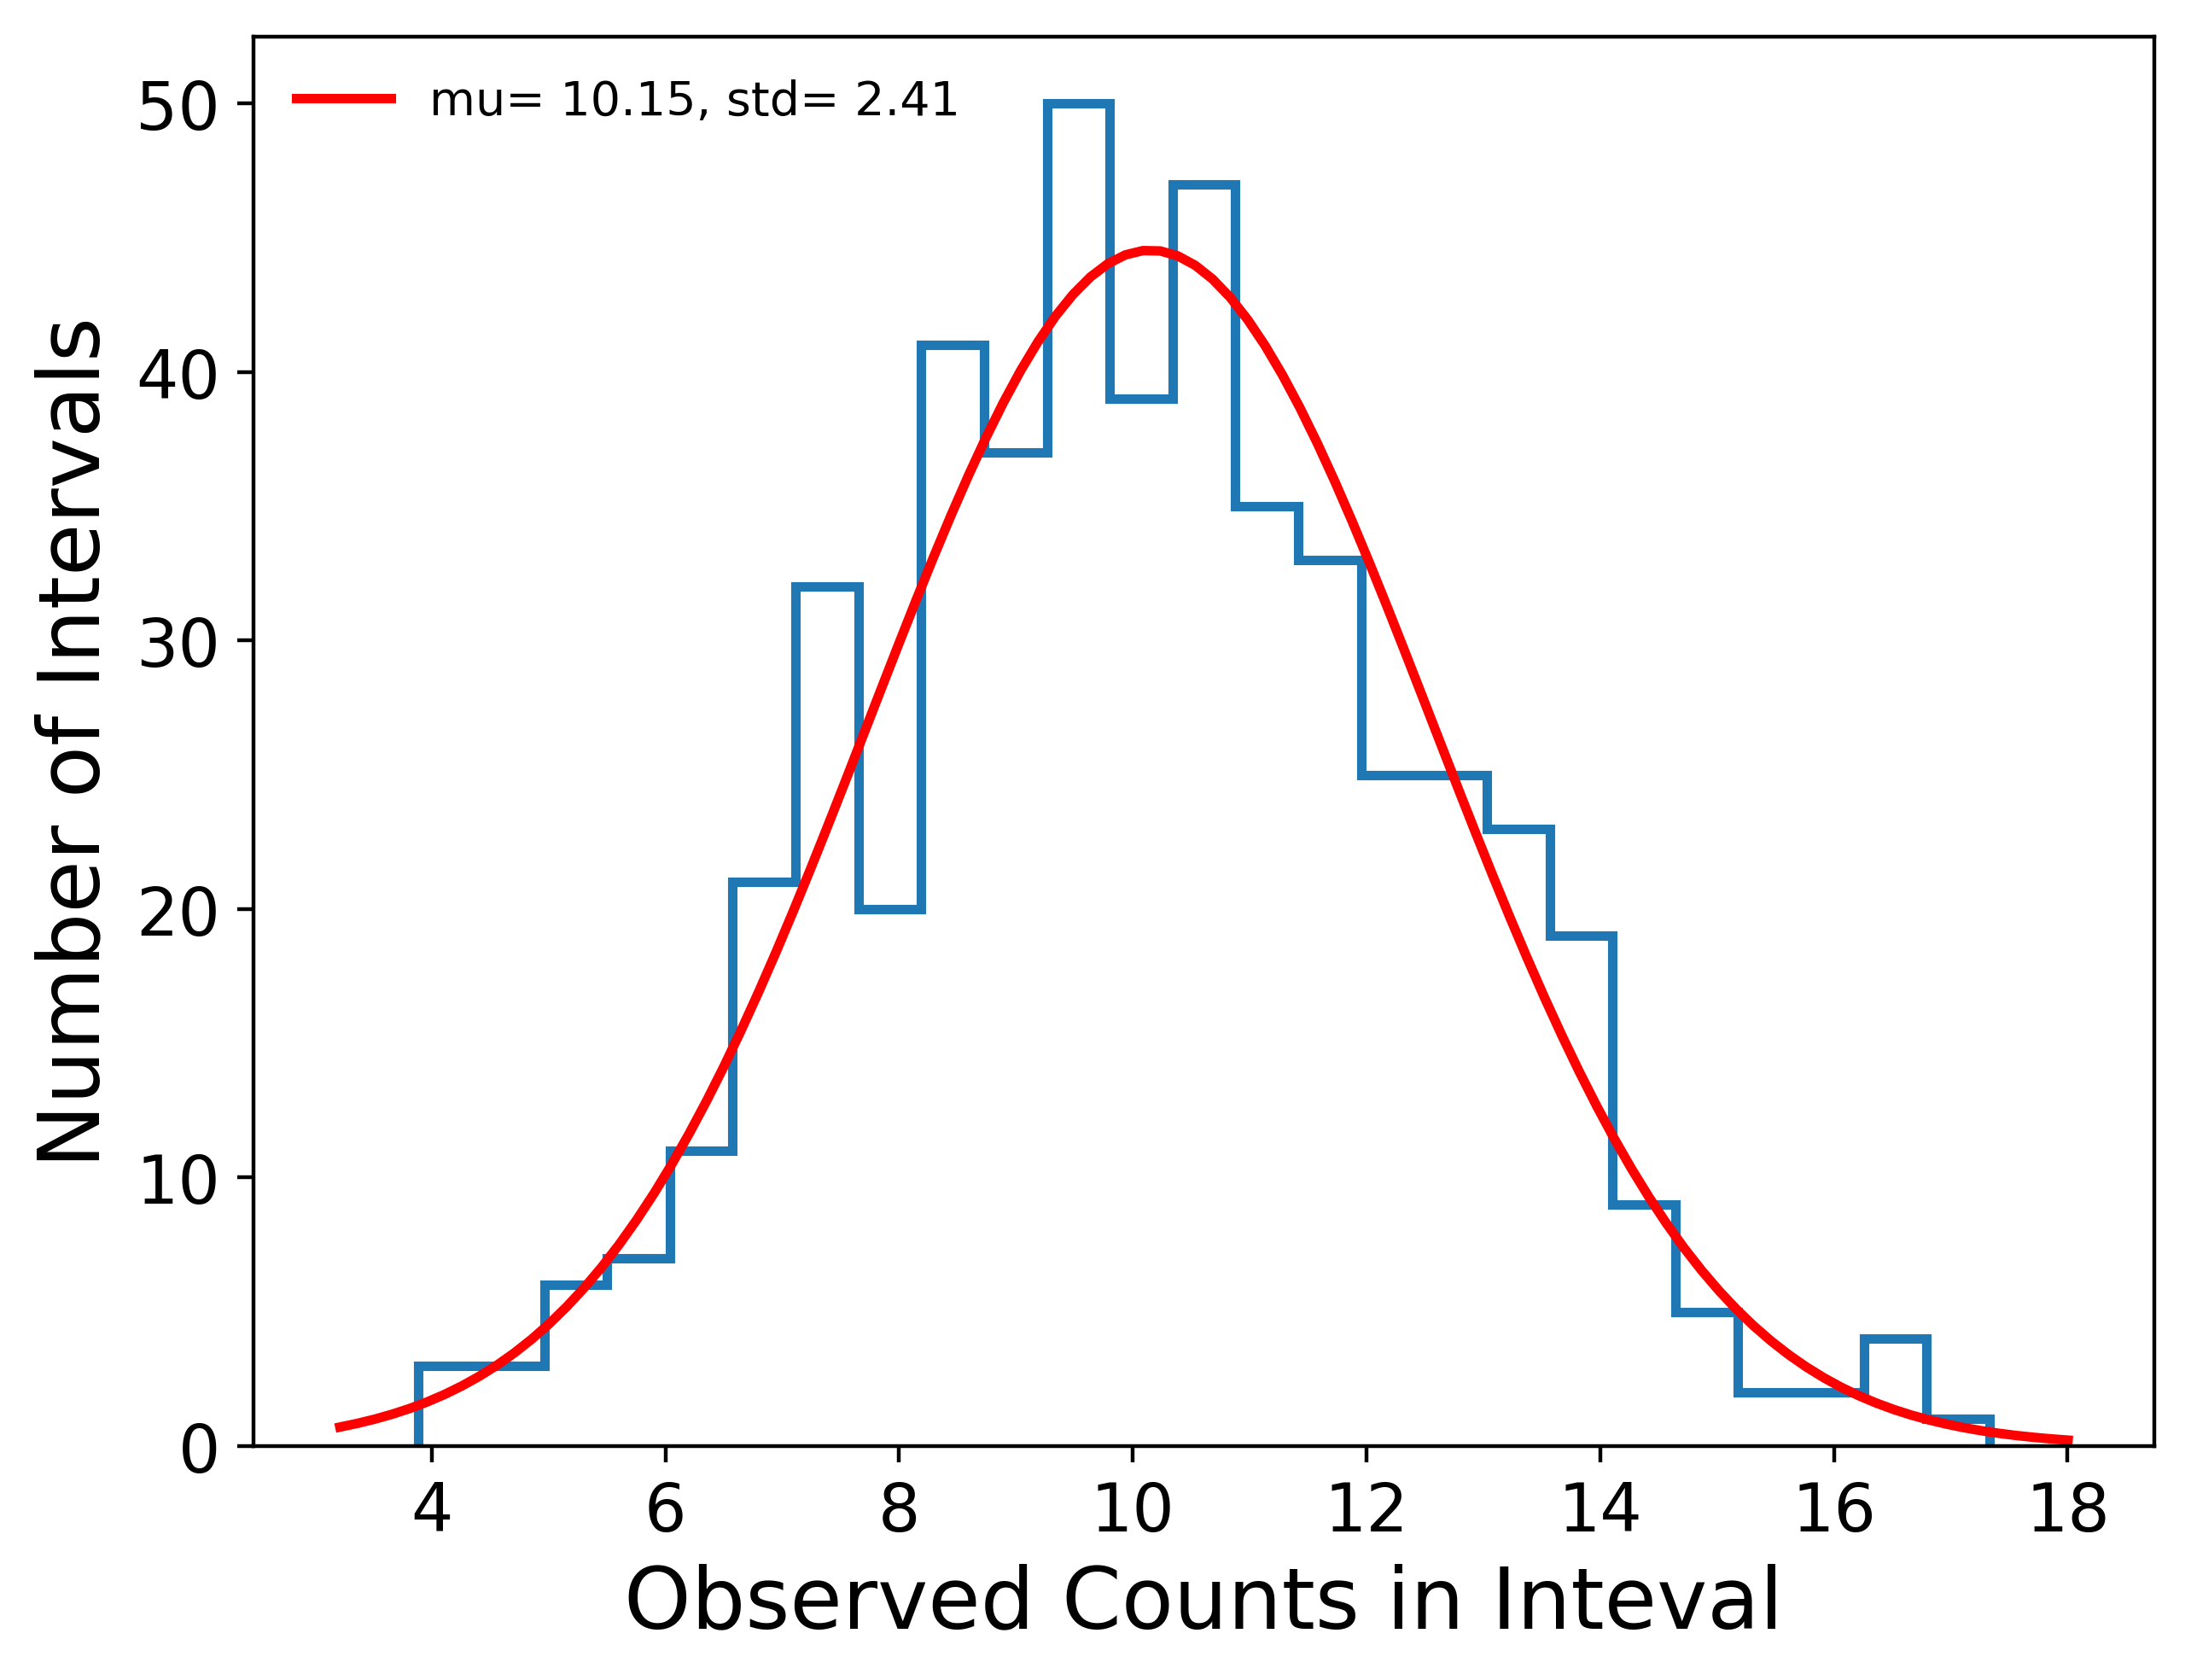 mu= 10.15, std= 2.41
50
40
30
20
10
0
Number of Intervals
4 6 8 10 12 14 16 18
Observed Counts in Inteval